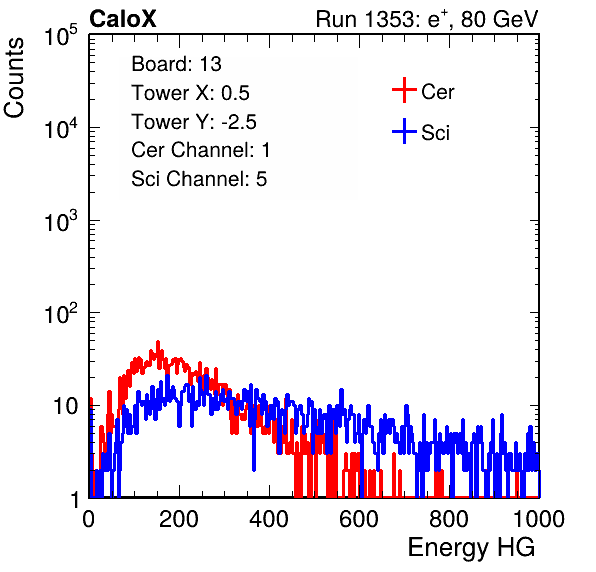 CaloX Run 1353: e⁺, 80 GeV
Counts
Board: 13
Tower X: 0.5
Tower Y: -2.5
Cer Channel: 1
Sci Channel: 5
Cer
Sci
10⁵
10⁴
10³
10²
10
1
0 200 400 600 800 1000
Energy HG